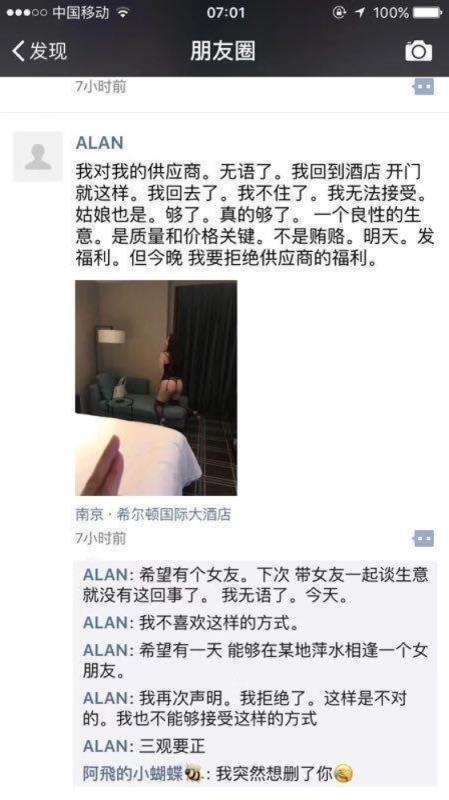 中国移动 07:01 100%
发现 朋友圈
7小时前
ALAN
我对我的供应商。无语了。我回到酒店 开门
就这样。我回去了。我不住了。我无法接受。
姑娘也是。够了。真的够了。 一个良性的生
意。是质量和价格关键。不是贿赂。明天。发
福利。但今晚 我要拒绝供应商的福利。
南京 · 希尔顿国际大酒店
7小时前
ALAN: 希望有个女友。下次 带女友一起谈生意
就没有这回事了。 我无语了。今天。
ALAN: 我不喜欢这样的方式。
ALAN: 希望有一天 能够在某地萍水相逢一个女
朋友。
ALAN: 我再次声明。我拒绝了。这样是不对
的。我也不能够接受这样的方式
ALAN: 三观要正
阿飛的小蝴蝶🐝.: 我突然想删了你